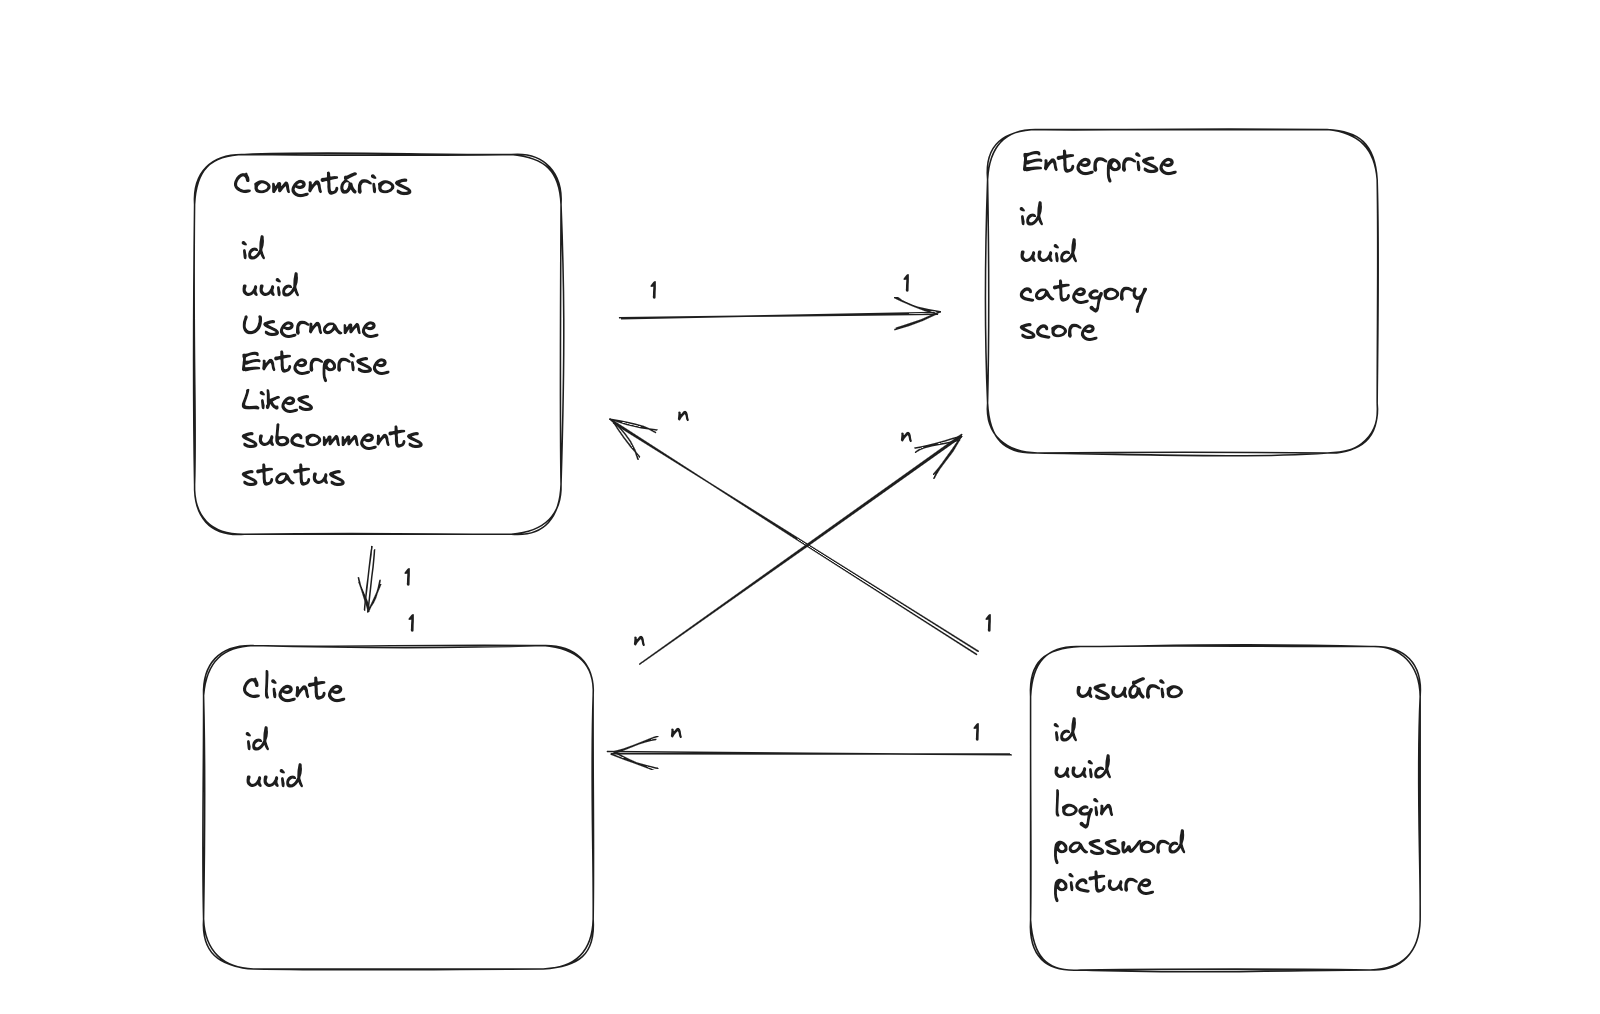 Comentários
id
uuid
Username
Enterprise
Likes
subcomments
status
Enterprise
id
uuid
category
score
1
1
n
n
1
1
n
1
n
1
Cliente
id
uuid
usuário
id
uuid
login
password
picture